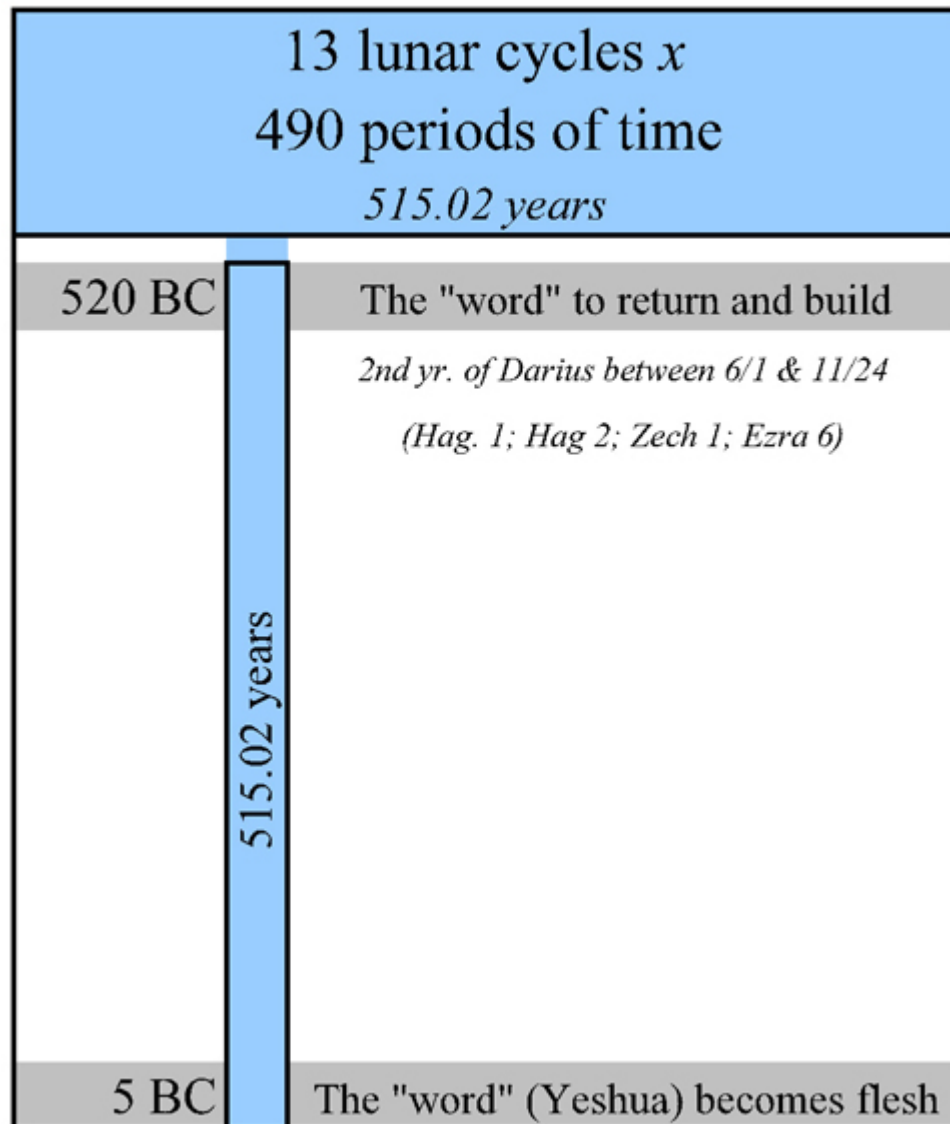 13 lunar cycles x
490 periods of time
515.02 years
520 BC
The "word" to return and build
2nd yr. of Darius between 6/1 & 11/24
(Hag. 1; Hag 2; Zech 1; Ezra 6)
515.02 years
5 BC
The "word" (Yeshua) becomes flesh